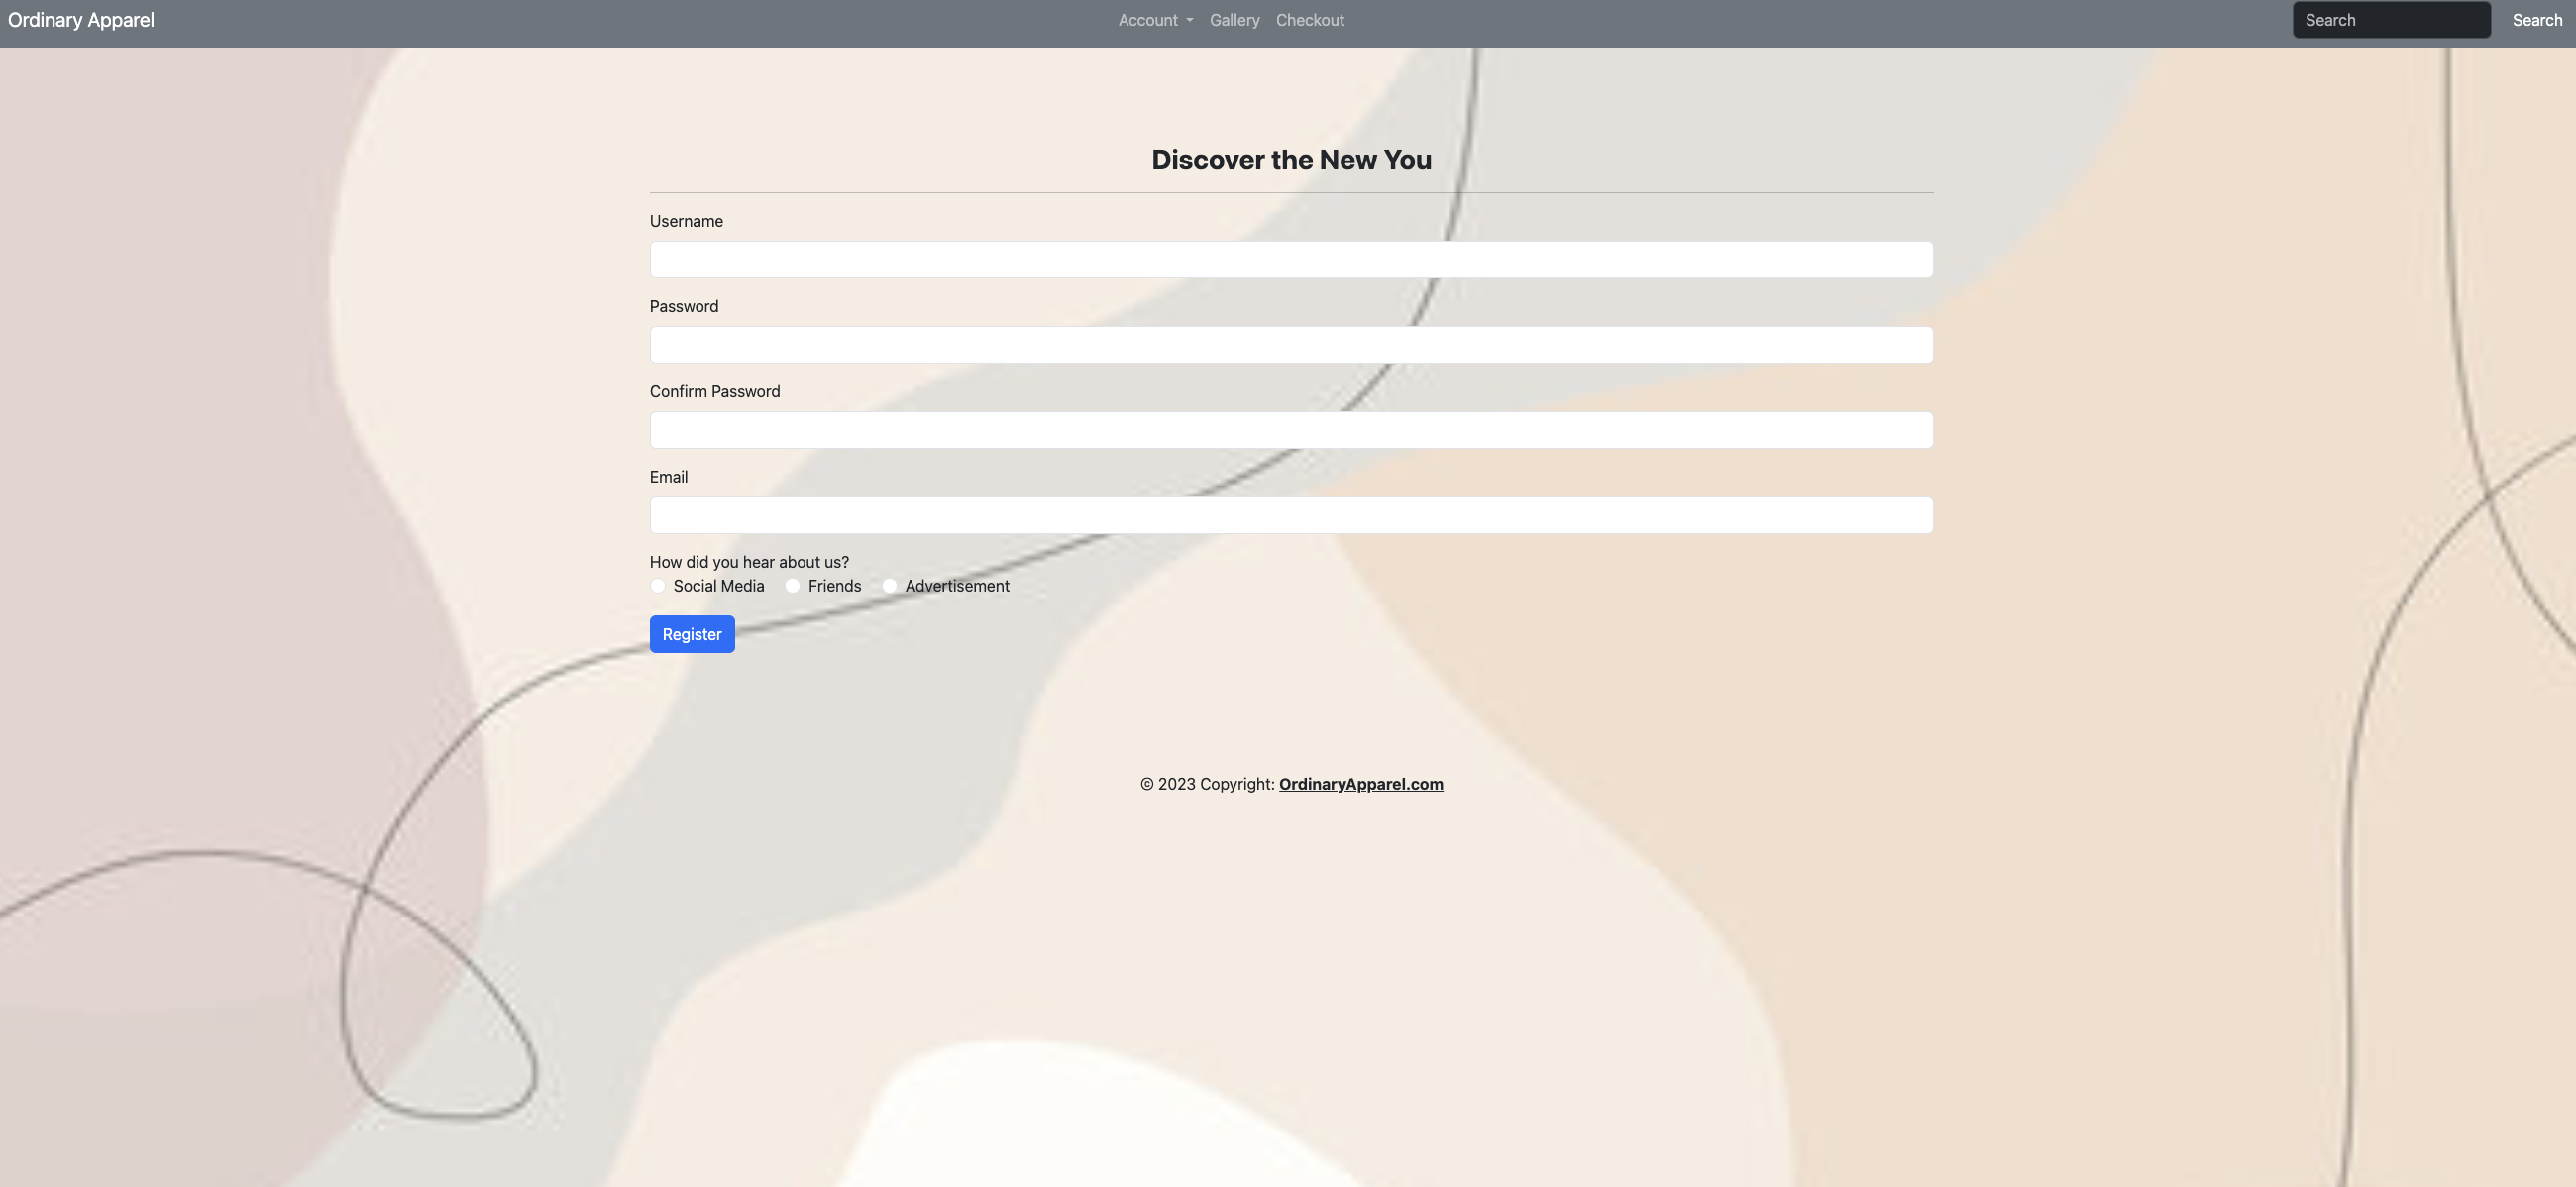 Ordinary Apparel Account Gallery Checkout Search Search
Discover the New You
Username
Password
Confirm Password
Email
How did you hear about us?
Social Media Friends Advertisement
Register
© 2023 Copyright: OrdinaryApparel.com